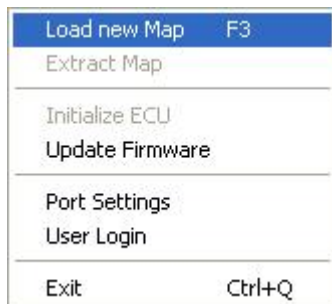 Load new Map F3
Extract Map
Initialize ECU
Update Firmware
Port Settings
User Login
Exit Ctrl+Q